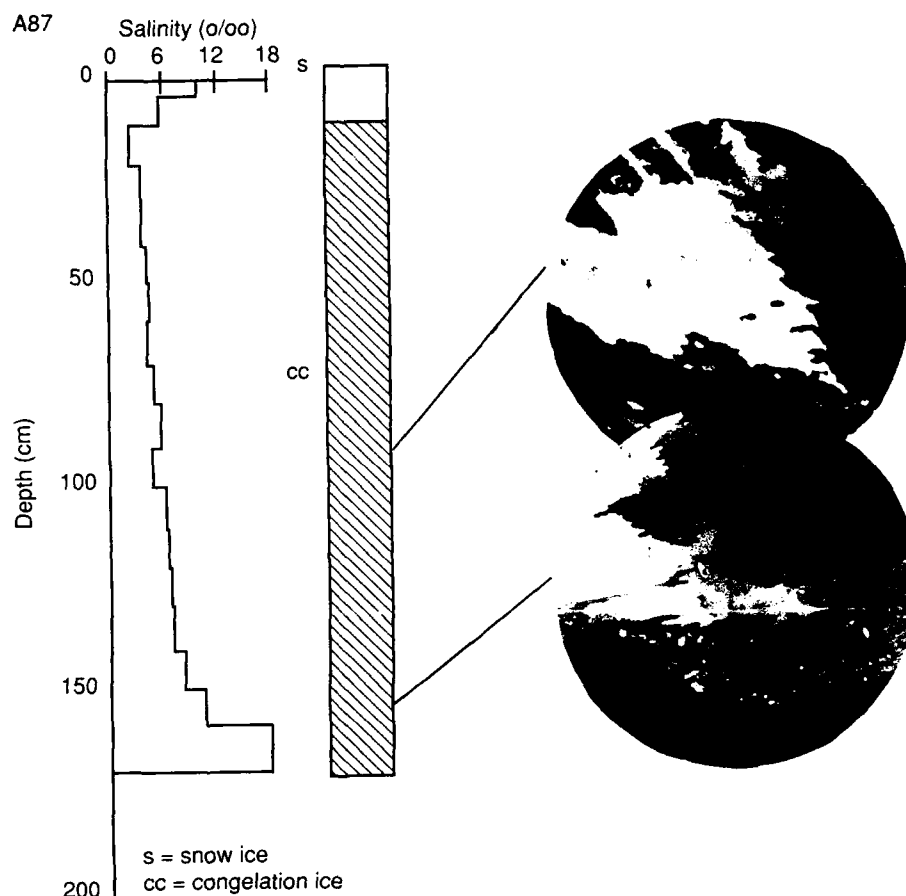 A87
Salinity (o/oo)
0 6 12 18
0
s
50
cc
Depth (cm)
100
150
s = snow ice
cc = congelation ice
200